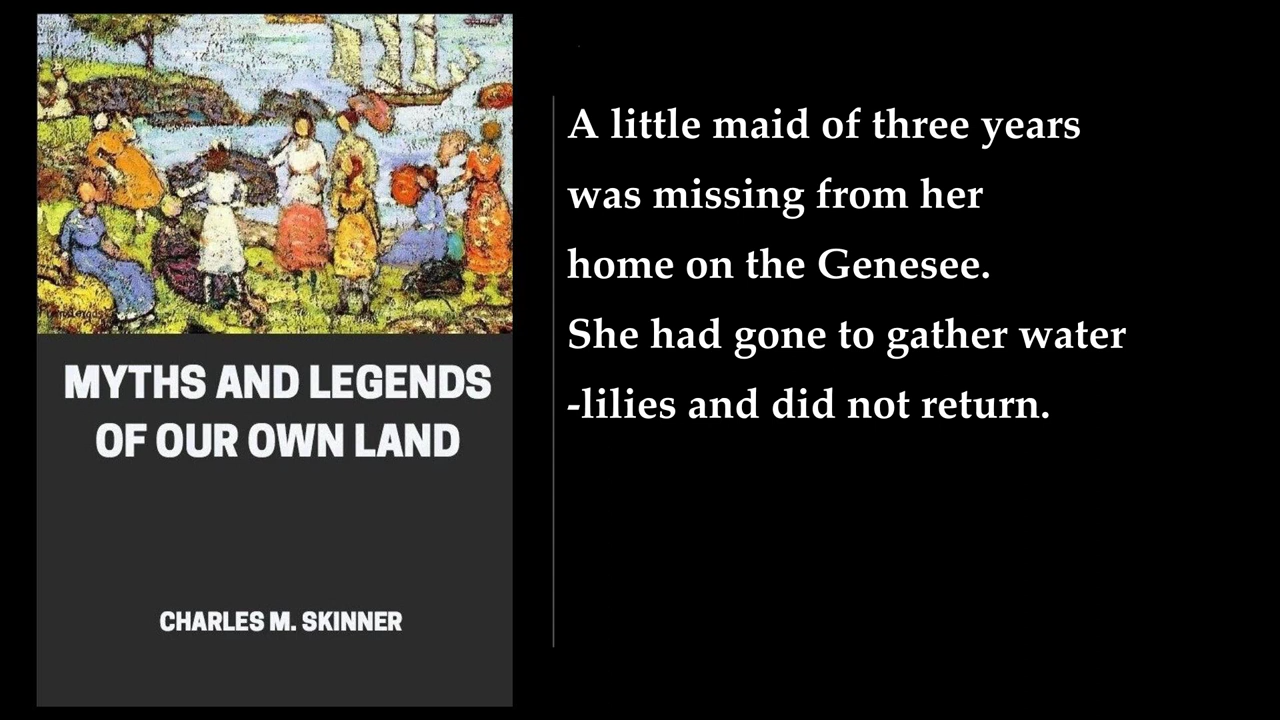 MYTHS AND LEGENDS
OF OUR OWN LAND
CHARLES M. SKINNER
A little maid of three years
was missing from her
home on the Genesee.
She had gone to gather water
-lilies and did not return.